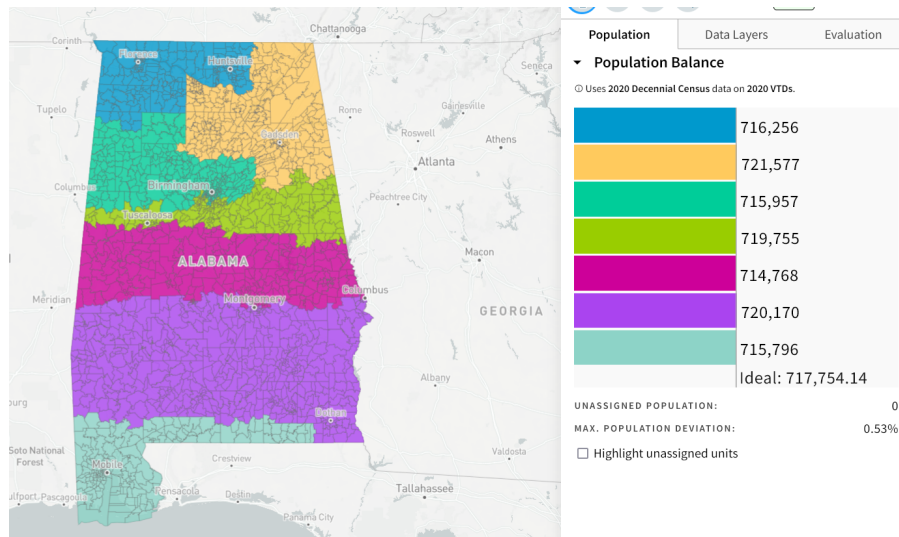 Chattanooga
Corinth
Florence
Huntsville
Seneca
Tupelo
Rome
Gainesville
Gadsden
Roswell
Athens
Atlanta
Birmingham
Columbus
Peachtree City
Tuscaloosa
ALABAMA
Macon
Columbus
Meridian
Montgomery
GEORGIA
Albany
burg
Dothan
Soto National
Forest
Crestview
Valdosta
Mobile
Tallahassee
ulfport
Pascagoula
Pensacola
Destin
Panama City
Population
Data Layers
Evaluation
Population Balance
Uses 2020 Decennial Census data on 2020 VTDs.
716,256
721,577
715,957
719,755
714,768
720,170
715,796
Ideal: 717,754.14
UNASSIGNED POPULATION: 0
MAX. POPULATION DEVIATION: 0.53%
Highlight unassigned units